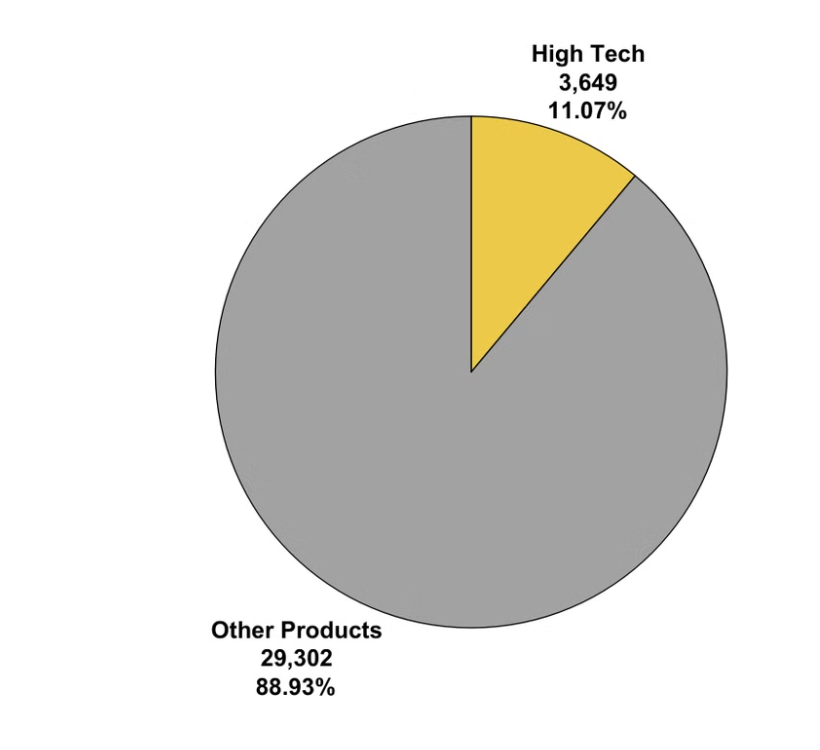 High Tech
3,649
11.07%
Other Products
29,302
88.93%